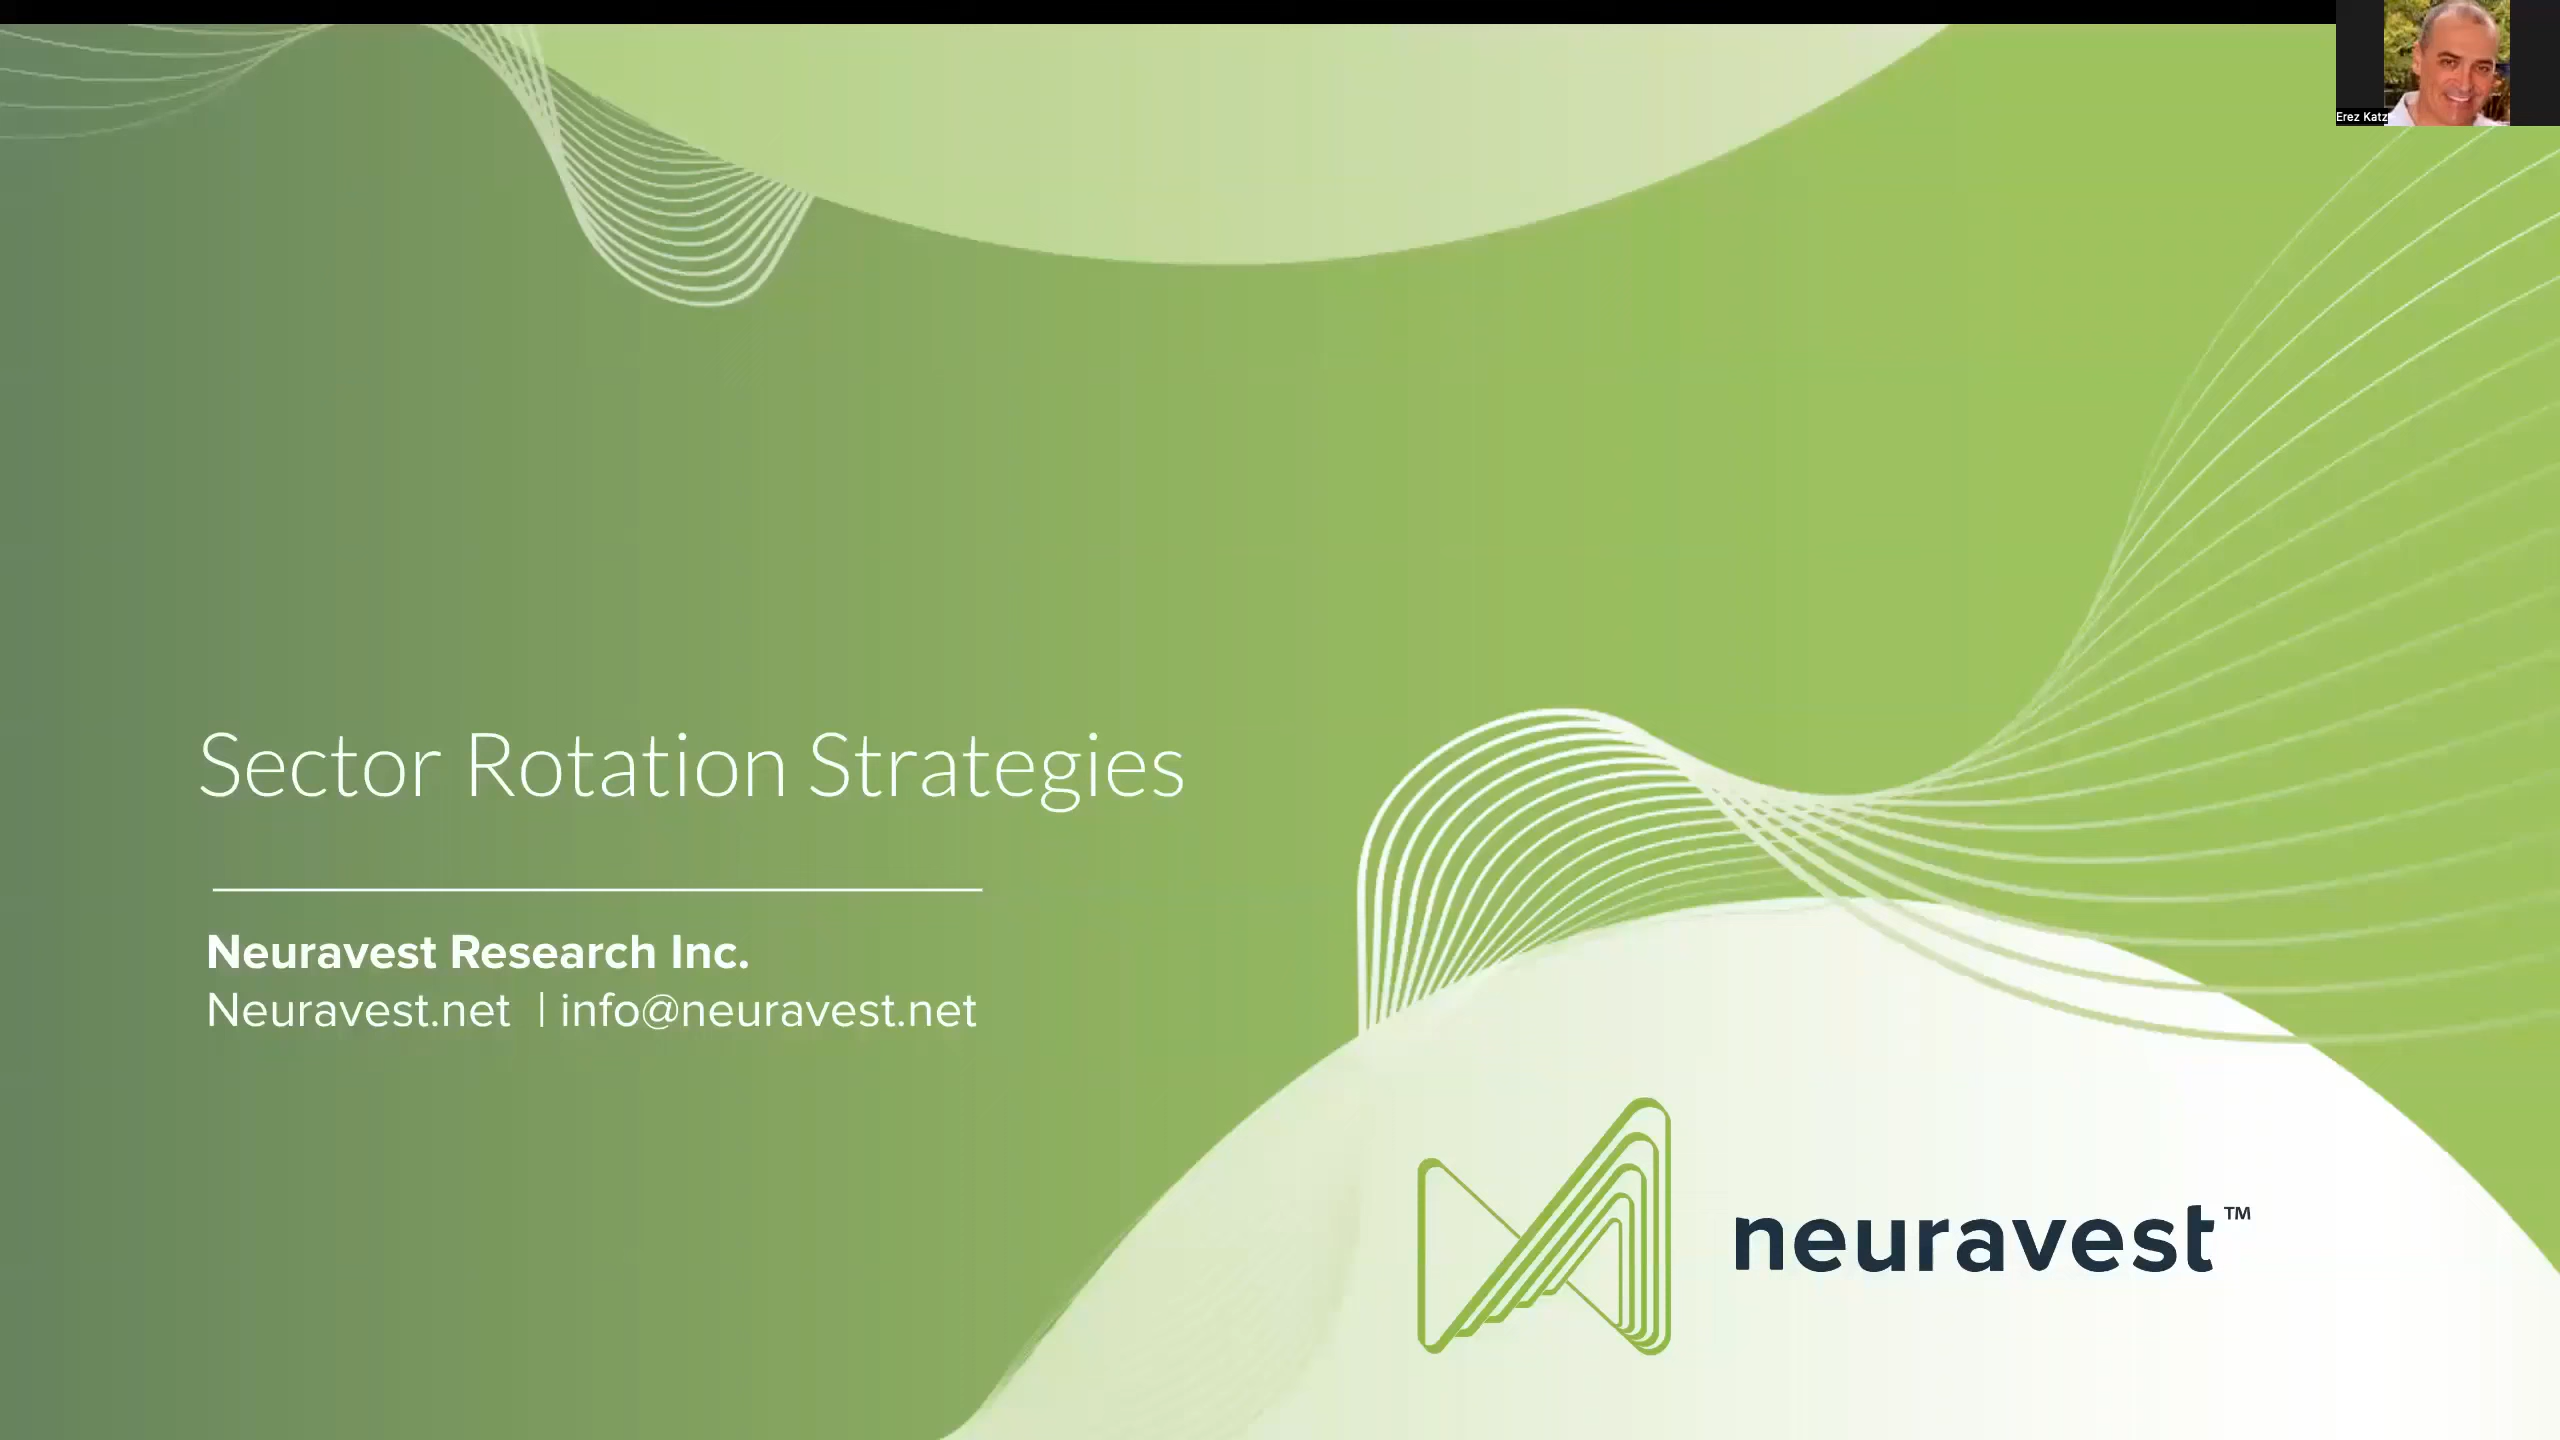 Erez Katz
Sector Rotation Strategies
Neuravest Research Inc.
Neuravest.net | info@neuravest.net
neuravest™